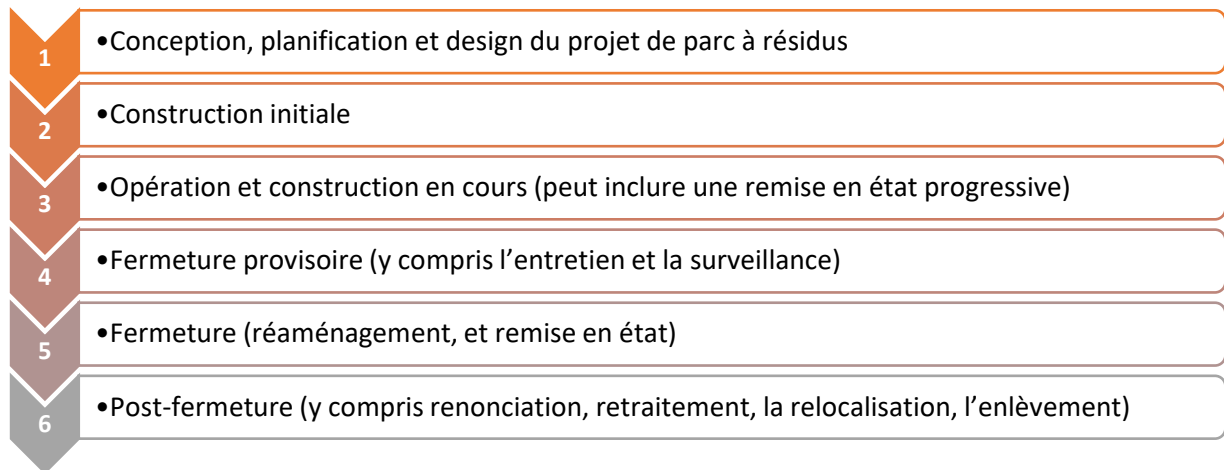 1
•Conception, planification et design du projet de parc à résidus
2
•Construction initiale
3
•Opération et construction en cours (peut inclure une remise en état progressive)
4
•Fermeture provisoire (y compris l’entretien et la surveillance)
5
•Fermeture (réaménagement, et remise en état)
6
•Post-fermeture (y compris renonciation, retraitement, la relocalisation, l’enlèvement)